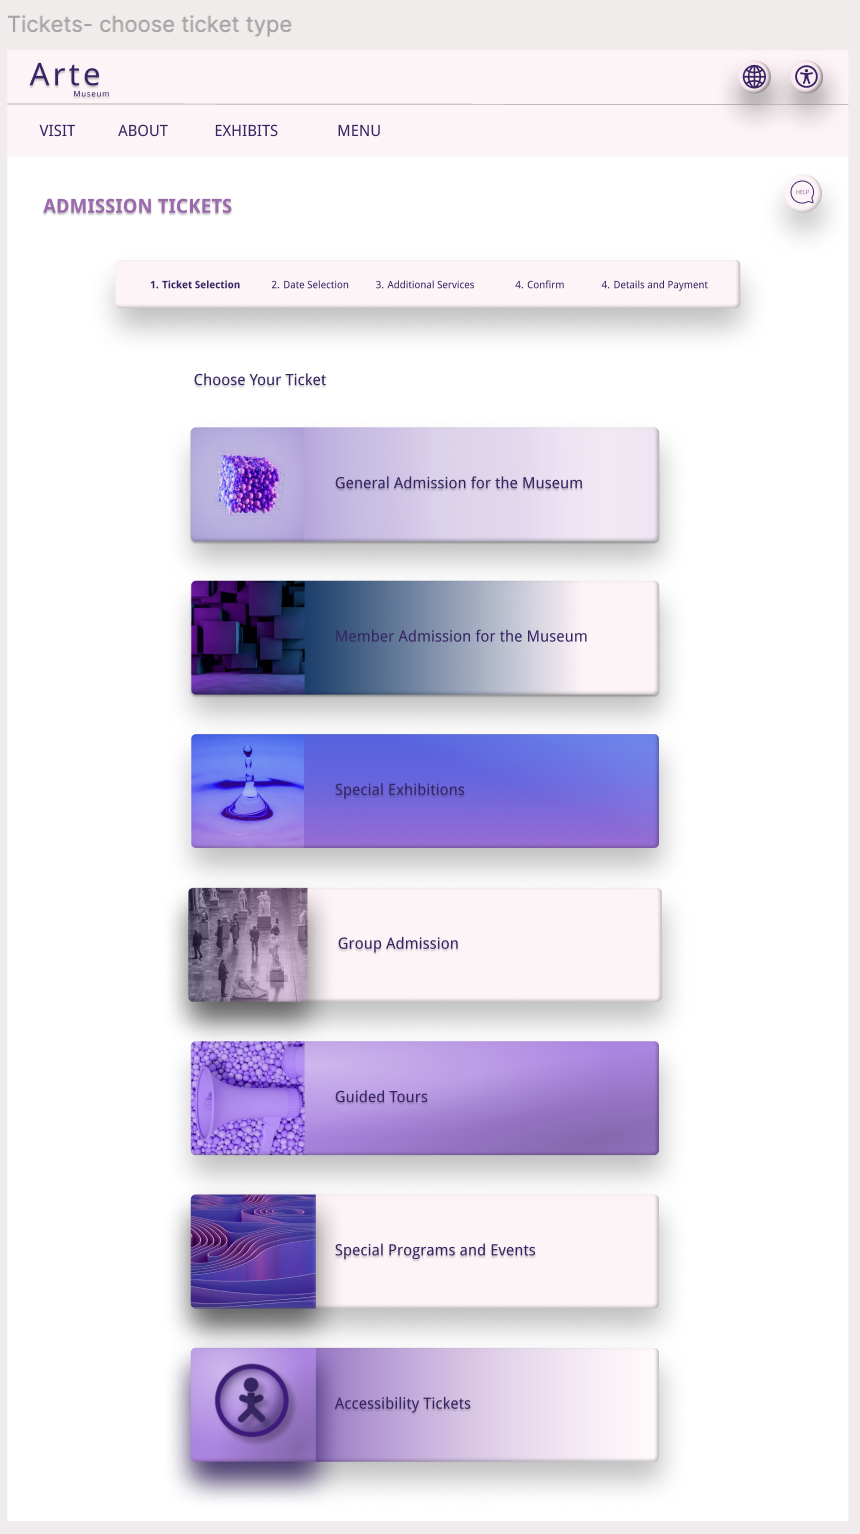 Tickets- choose ticket type
Arte
Museum
VISIT ABOUT EXHIBITS MENU
HELP
ADMISSION TICKETS
1. Ticket Selection 2. Date Selection 3. Additional Services 4. Confirm 4. Details and Payment
Choose Your Ticket
General Admission for the Museum
Member Admission for the Museum
Special Exhibitions
Group Admission
Guided Tours
Special Programs and Events
Accessibility Tickets